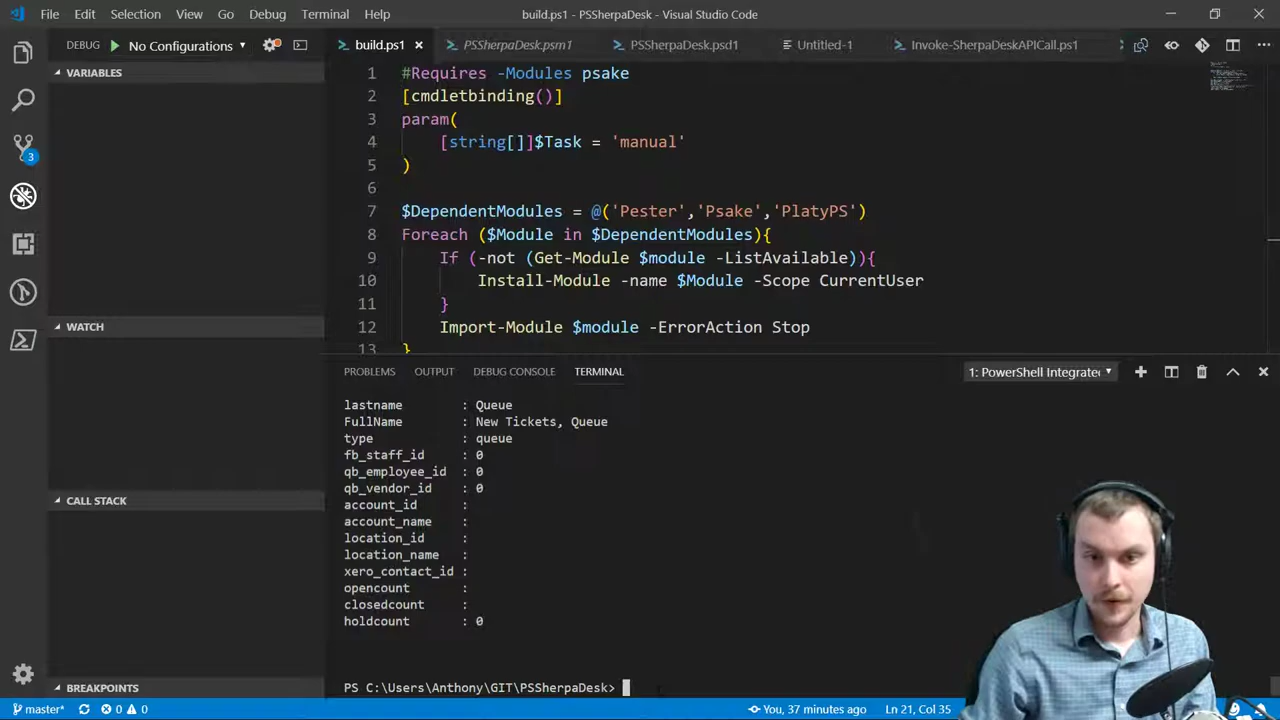 File Edit Selection View Go Debug Terminal Help
build.ps1 - PSSherpaDesk - Visual Studio Code
DEBUG No Configurations
build.ps1
PSSherpaDesk.psm1
PSSherpaDesk.psd1
Untitled-1
Invoke-SherpaDeskAPICall.ps1
VARIABLES
WATCH
CALL STACK
BREAKPOINTS
3
1 #Requires -Modules psake
2 [cmdletbinding()]
3 param(
4 [string[]]$Task = 'manual'
5 )
6
7 $DependentModules = @('Pester','Psake','PlatyPS')
8 Foreach ($Module in $DependentModules){
9 If (-not (Get-Module $module -ListAvailable)){
10 Install-Module -name $Module -Scope CurrentUser
11 }
12 Import-Module $module -ErrorAction Stop
13 }
PROBLEMS OUTPUT DEBUG CONSOLE TERMINAL
1: PowerShell Integrated
lastname : Queue
FullName : New Tickets, Queue
type : queue
fb_staff_id : 0
qb_employee_id : 0
qb_vendor_id : 0
account_id :
account_name :
location_id :
location_name :
xero_contact_id :
opencount :
closedcount :
holdcount : 0
PS C:\Users\Anthony\GIT\PSSherpaDesk>
master* 0 0
You, 37 minutes ago
Ln 21, Col 35